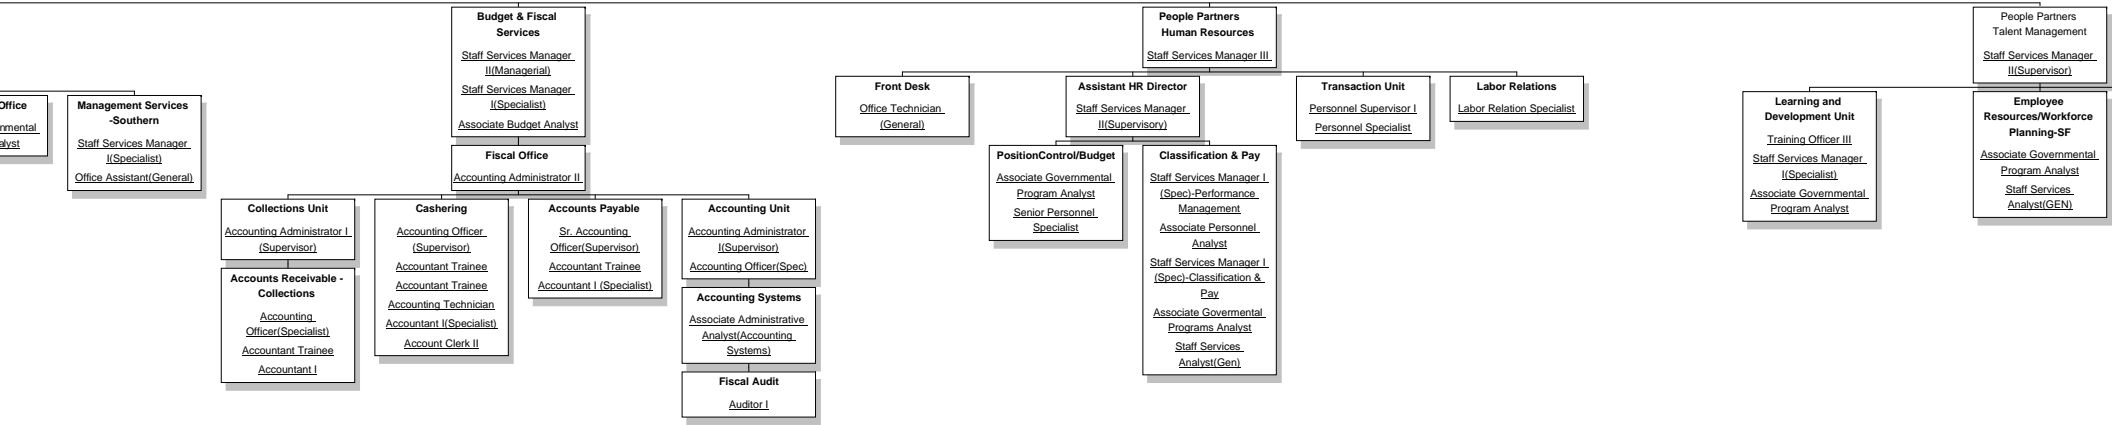 Office
nmental
alyst
Management Services
-Southern
Staff Services Manager
I(Specialist)
Office Assistant(General)
Budget & Fiscal
Services
Staff Services Manager
II(Managerial)
Staff Services Manager
I(Specialist)
Associate Budget Analyst
Fiscal Office
Accounting Administrator II
Collections Unit
Accounting Administrator I
(Supervisor)
Accounts Receivable -
Collections
Accounting
Officer(Specialist)
Accountant Trainee
Accountant I
Cashering
Accounting Officer
(Supervisor)
Accountant Trainee
Accountant Trainee
Accounting Technician
Accountant I(Specialist)
Account Clerk II
Accounts Payable
Sr. Accounting
Officer(Supervisor)
Accountant Trainee
Accountant I (Specialist)
Accounting Unit
Accounting Administrator
I(Supervisor)
Accounting Officer(Spec)
Accounting Systems
Associate Administrative
Analyst(Accounting
Systems)
Fiscal Audit
Auditor I
People Partners
Human Resources
Staff Services Manager III
Front Desk
Office Technician
(General)
Assistant HR Director
Staff Services Manager
II(Supervisory)
PositionControl/Budget
Associate Governmental
Program Analyst
Senior Personnel
Specialist
Classification & Pay
Staff Services Manager I
(Spec)-Performance
Management
Associate Personnel
Analyst
Staff Services Manager I
(Spec)-Classification &
Pay
Associate Govermental
Programs Analyst
Staff Services
Analyst(Gen)
Transaction Unit
Personnel Supervisor I
Personnel Specialist
Labor Relations
Labor Relation Specialist
People Partners
Talent Management
Staff Services Manager
II(Supervisor)
Learning and
Development Unit
Training Officer III
Staff Services Manager
I(Specialist)
Associate Governmental
Program Analyst
Employee
Resources/Workforce
Planning-SF
Associate Governmental
Program Analyst
Staff Services
Analyst(GEN)